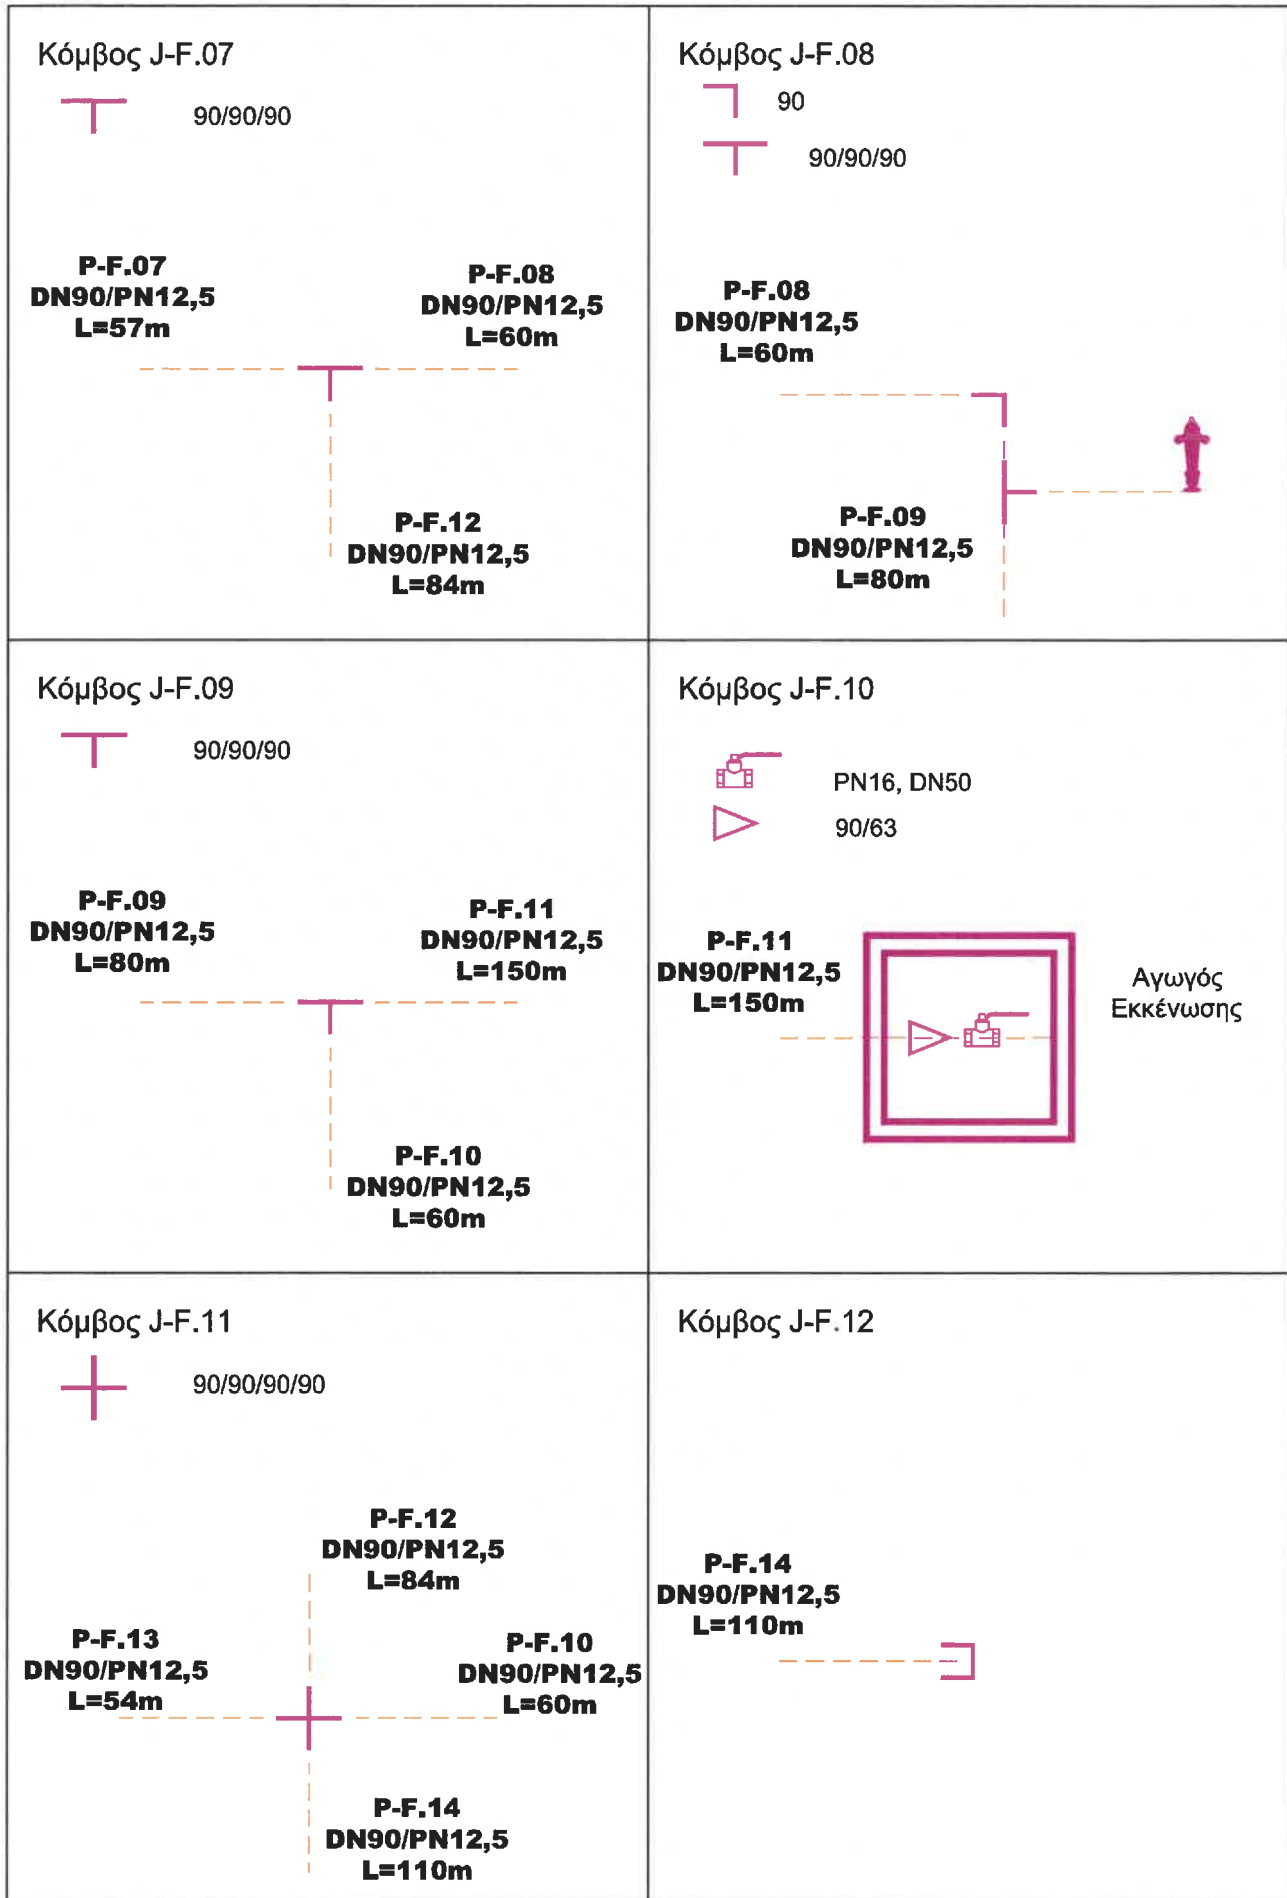 Κόμβος J-F.07
90/90/90
P-F.07
DN90/PN12,5
L=57m
P-F.08
DN90/PN12,5
L=60m
P-F.12
DN90/PN12,5
L=84m
Κόμβος J-F.08
90
90/90/90
P-F.08
DN90/PN12,5
L=60m
P-F.09
DN90/PN12,5
L=80m
Κόμβος J-F.09
90/90/90
P-F.09
DN90/PN12,5
L=80m
P-F.11
DN90/PN12,5
L=150m
P-F.10
DN90/PN12,5
L=60m
Κόμβος J-F.10
PN16, DN50
90/63
P-F.11
DN90/PN12,5
L=150m
Αγωγός
Εκκένωσης
Κόμβος J-F.11
90/90/90/90
P-F.12
DN90/PN12,5
L=84m
P-F.13
DN90/PN12,5
L=54m
P-F.10
DN90/PN12,5
L=60m
P-F.14
DN90/PN12,5
L=110m
Κόμβος J-F.12
P-F.14
DN90/PN12,5
L=110m